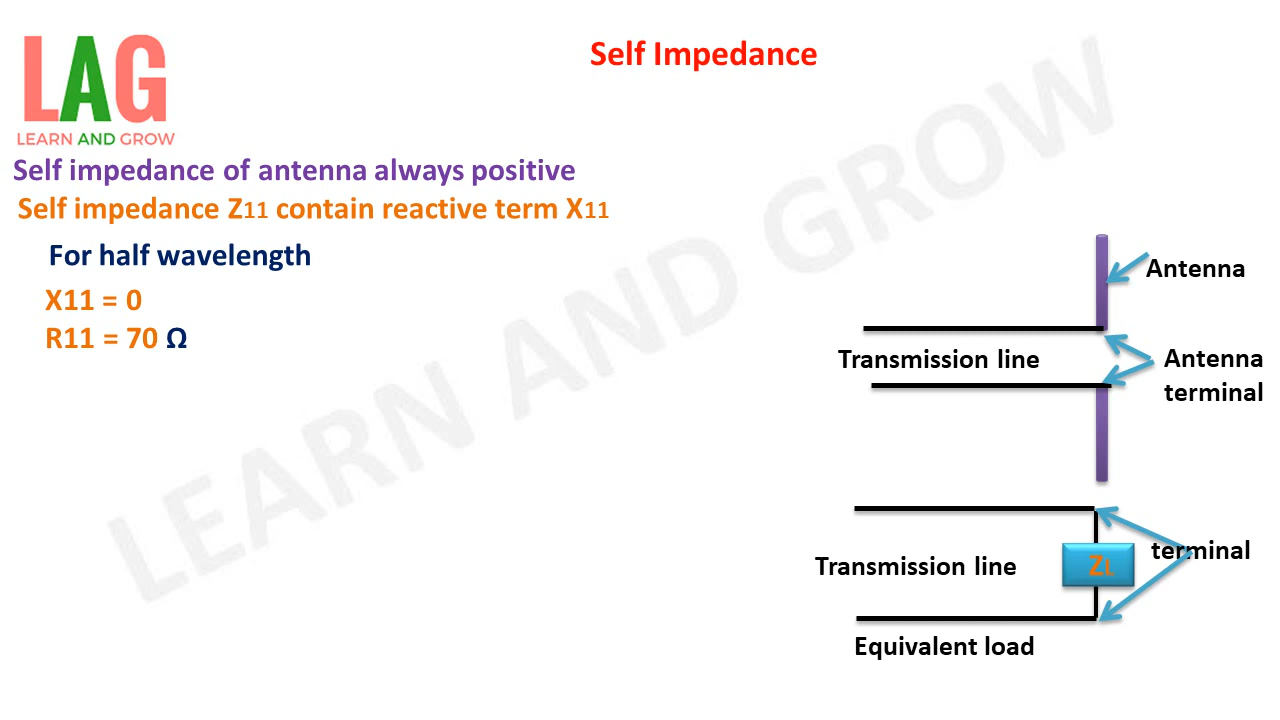 LAG
LEARN AND GROW
Self Impedance
Self impedance of antenna always positive
Self impedance Z11 contain reactive term X11
For half wavelength
X11 = 0
R11 = 70 Ω
Antenna
Transmission line
Antenna
terminal
terminal
Transmission line
ZL
Equivalent load
LEARN AND GROW